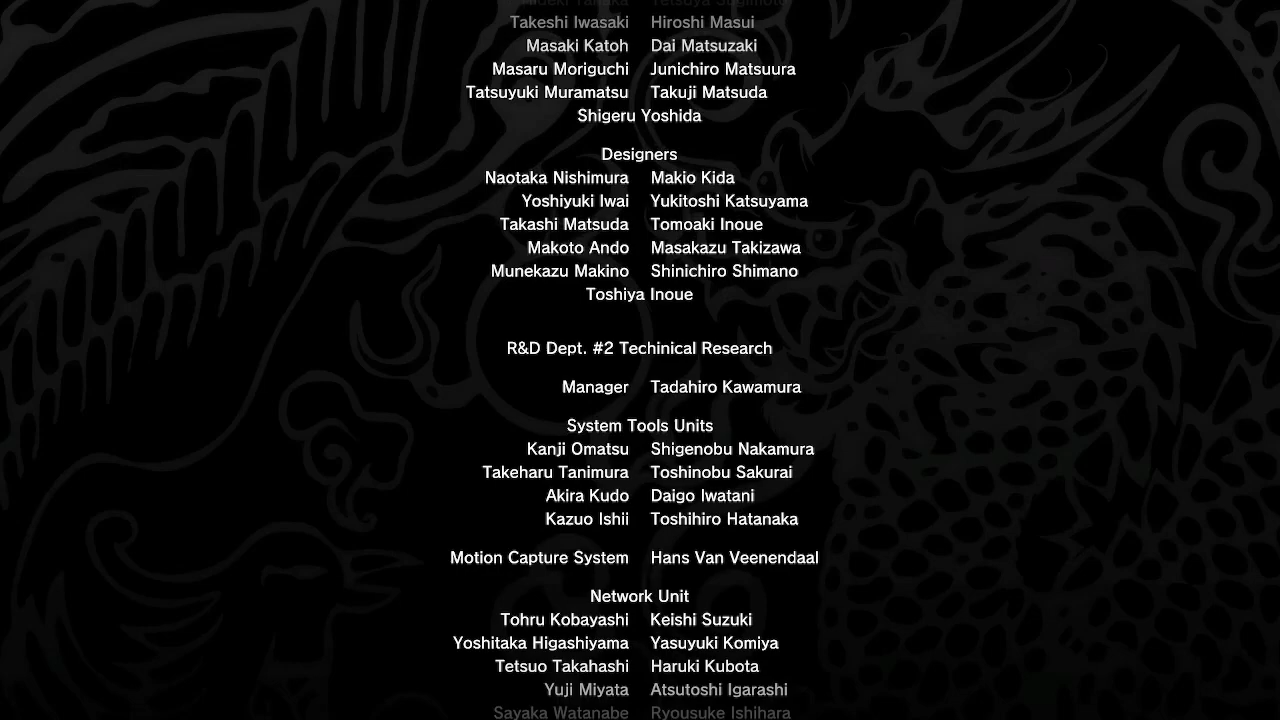 Takeshi Iwasaki Hiroshi Masui
Masaki Katoh Dai Matsuzaki
Masaru Moriguchi Junichiro Matsuura
Tatsuyuki Muramatsu Takuji Matsuda
Shigeru Yoshida
Designers
Naotaka Nishimura Makio Kida
Yoshiyuki Iwai Yukitoshi Katsuyama
Takashi Matsuda Tomoaki Inoue
Makoto Ando Masakazu Takizawa
Munekazu Makino Shinichiro Shimano
Toshiya Inoue
R&D Dept. #2 Techinical Research
Manager Tadahiro Kawamura
System Tools Units
Kanji Omatsu Shigenobu Nakamura
Takeharu Tanimura Toshinobu Sakurai
Akira Kudo Daigo Iwatani
Kazuo Ishii Toshihiro Hatanaka
Motion Capture System Hans Van Veenendaal
Network Unit
Tohru Kobayashi Keishi Suzuki
Yoshitaka Higashiyama Yasuyuki Komiya
Tetsuo Takahashi Haruki Kubota
Yuji Miyata Atsutoshi Igarashi
Sayaka Watanabe Ryousuke Ishihara